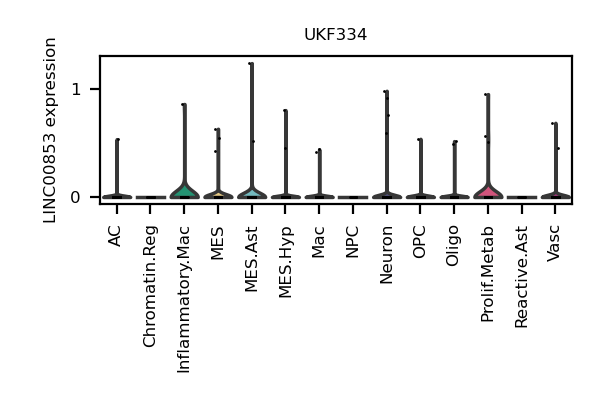 UKF334
LINC00853 expression
1
0
AC
Chromatin.Reg
Inflammatory.Mac
MES
MES.Ast
MES.Hyp
Mac
NPC
Neuron
OPC
Oligo
Prolif.Metab
Reactive.Ast
Vasc